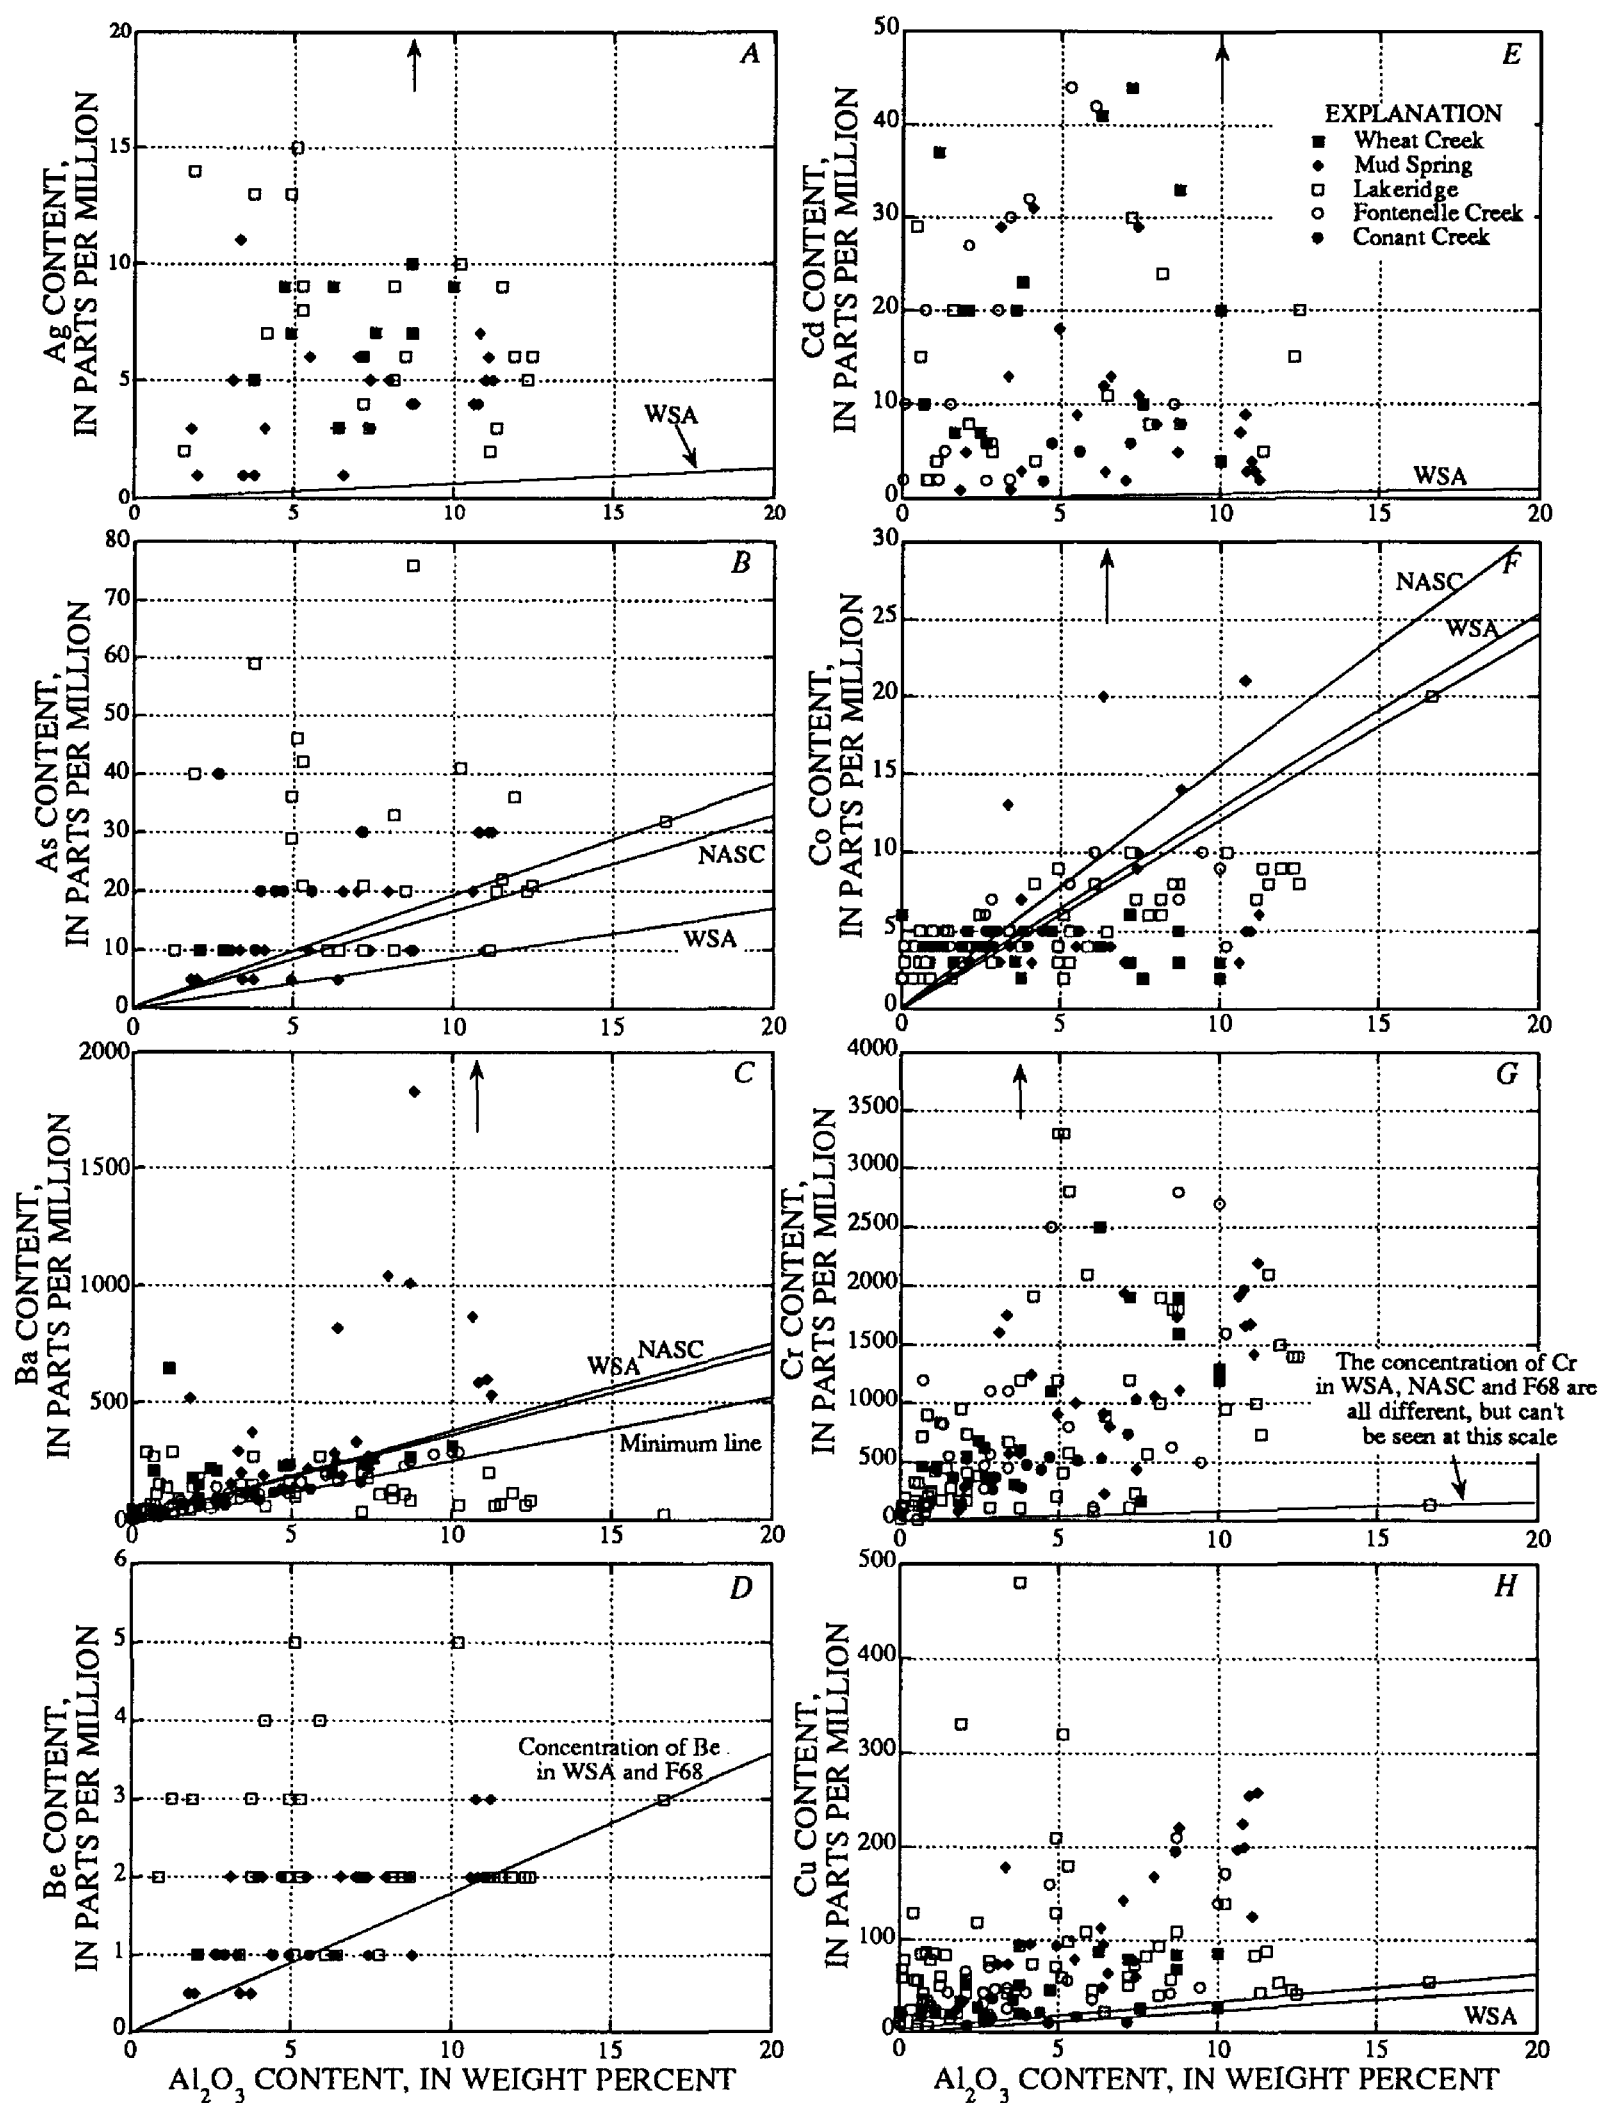 A
Ag CONTENT,
IN PARTS PER MILLION
20
15
10
5
0
WSA
0 5 10 15 20
E
Cd CONTENT,
IN PARTS PER MILLION
50
40
30
20
10
0
EXPLANATION
Wheat Creek
Mud Spring
Lakeridge
Fontenelle Creek
Conant Creek
WSA
0 5 10 15 20
B
As CONTENT,
IN PARTS PER MILLION
80
70
60
50
40
30
20
10
0
NASC
WSA
0 5 10 15 20
F
Co CONTENT,
IN PARTS PER MILLION
30
25
20
15
10
5
0
NASC
WSA
0 5 10 15 20
C
Ba CONTENT,
IN PARTS PER MILLION
2000
1500
1000
500
0
NASC
WSA
Minimum line
0 5 10 15 20
G
Cr CONTENT,
IN PARTS PER MILLION
4000
3500
3000
2500
2000
1500
1000
500
0
The concentration of Cr
in WSA, NASC and F68 are
all different, but can't
be seen at this scale
0 5 10 15 20
D
Be CONTENT,
IN PARTS PER MILLION
6
5
4
3
2
1
0
Concentration of Be
in WSA and F68
0 5 10 15 20
Al2O3 CONTENT, IN WEIGHT PERCENT
H
Cu CONTENT,
IN PARTS PER MILLION
500
400
300
200
100
0
WSA
0 5 10 15 20
Al2O3 CONTENT, IN WEIGHT PERCENT